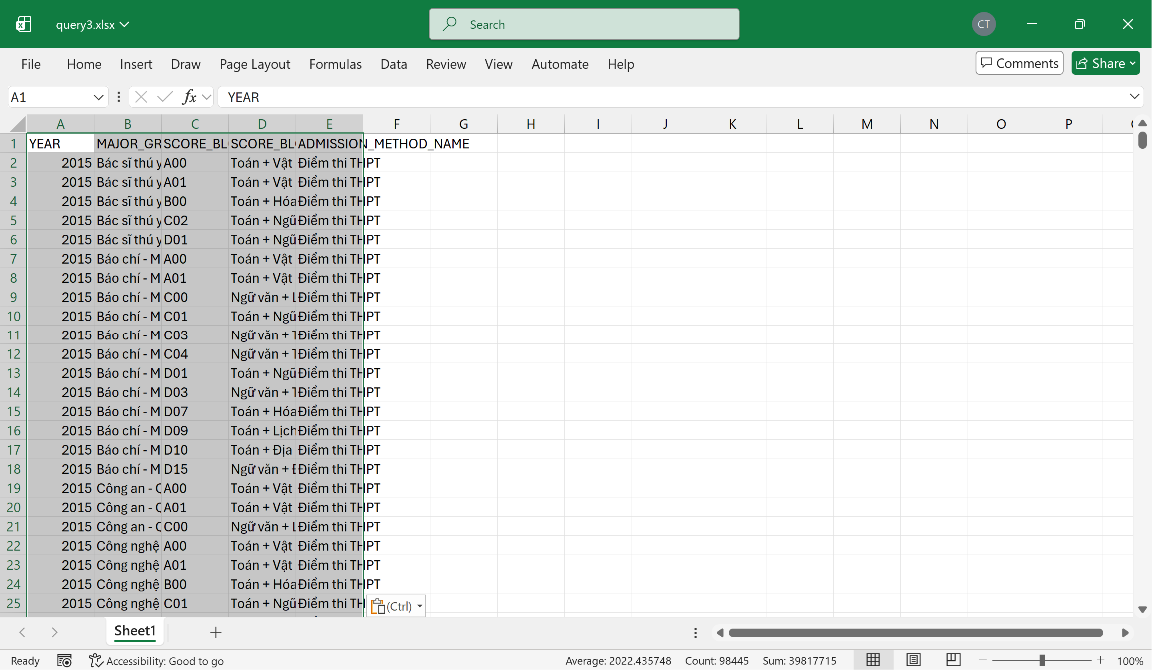 query3.xlsx
Search
CT
File Home Insert Draw Page Layout Formulas Data Review View Automate Help
Comments Share
A1 fx YEAR
A B C D E F G H I J K L M N O P
1 YEAR MAJOR_GR SCORE_BL SCORE_BL ADMISSION_METHOD_NAME
2 2015 Bác sĩ thú y A00 Toán + Vật Điểm thi THPT
3 2015 Bác sĩ thú y A01 Toán + Vật Điểm thi THPT
4 2015 Bác sĩ thú y B00 Toán + Hóa Điểm thi THPT
5 2015 Bác sĩ thú y C02 Toán + Ngữ Điểm thi THPT
6 2015 Bác sĩ thú y D01 Toán + Ngữ Điểm thi THPT
7 2015 Báo chí - M A00 Toán + Vật Điểm thi THPT
8 2015 Báo chí - M A01 Toán + Vật Điểm thi THPT
9 2015 Báo chí - M C00 Ngữ văn + L Điểm thi THPT
10 2015 Báo chí - M C01 Toán + Ngữ Điểm thi THPT
11 2015 Báo chí - M C03 Ngữ văn + T Điểm thi THPT
12 2015 Báo chí - M C04 Ngữ văn + T Điểm thi THPT
13 2015 Báo chí - M D01 Toán + Ngữ Điểm thi THPT
14 2015 Báo chí - M D03 Ngữ văn + T Điểm thi THPT
15 2015 Báo chí - M D07 Toán + Hóa Điểm thi THPT
16 2015 Báo chí - M D09 Toán + Lịch Điểm thi THPT
17 2015 Báo chí - M D10 Toán + Địa Điểm thi THPT
18 2015 Báo chí - M D15 Ngữ văn + Đ Điểm thi THPT
19 2015 Công an - Q A00 Toán + Vật Điểm thi THPT
20 2015 Công an - Q A01 Toán + Vật Điểm thi THPT
21 2015 Công an - Q C00 Ngữ văn + L Điểm thi THPT
22 2015 Công nghệ A00 Toán + Vật Điểm thi THPT
23 2015 Công nghệ A01 Toán + Vật Điểm thi THPT
24 2015 Công nghệ B00 Toán + Hóa Điểm thi THPT
25 2015 Công nghệ C01 Toán + Ngữ Điểm thi TH
(Ctrl)
Sheet1
Ready Accessibility: Good to go Average: 2022.435748 Count: 98445 Sum: 39817715 100%